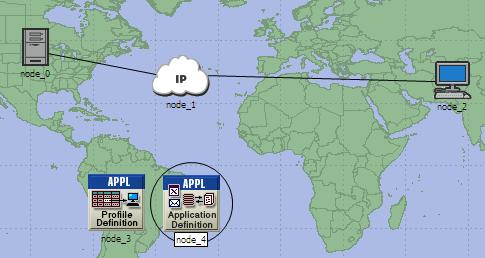 node_0
IP
node_1
node_2
APPL
Profile
Definition
node_3
APPL
Application
Definition
node_4